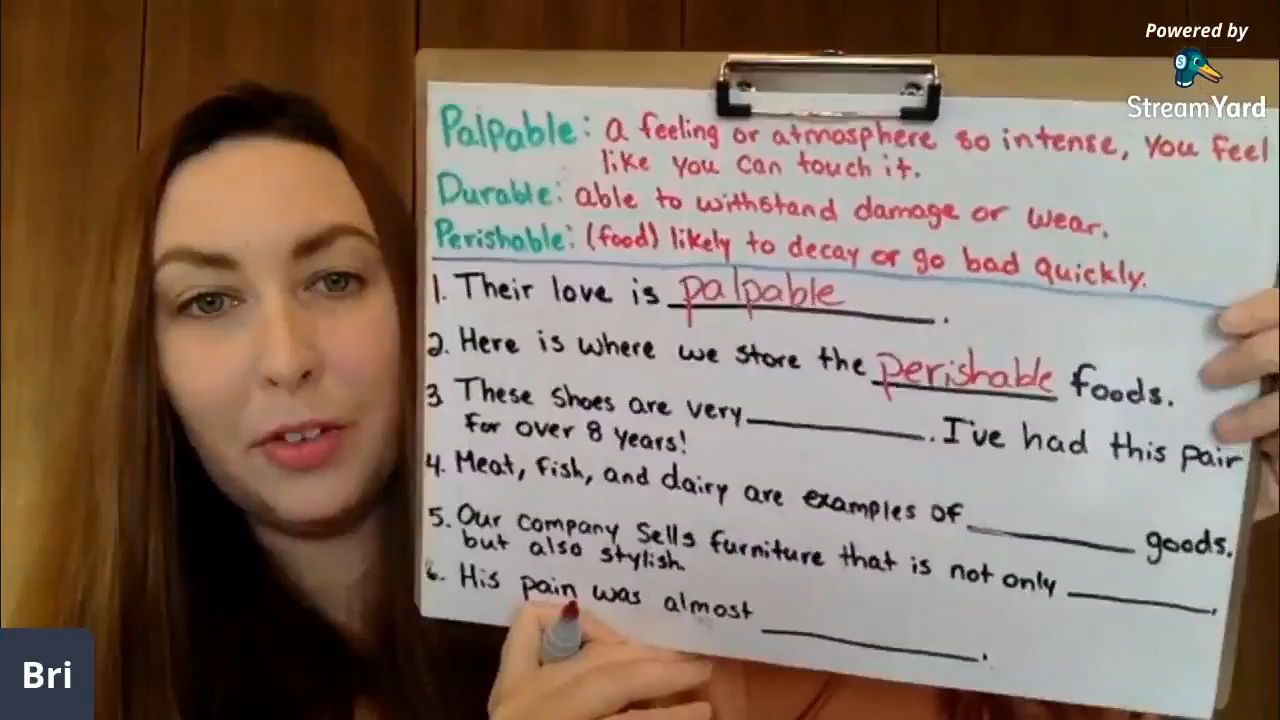 Powered by
StreamYard
Palpable: a feeling or atmosphere so intense, you feel
like you can touch it.
Durable: able to withstand damage or wear.
Perishable: (food) likely to decay or go bad quickly.
1. Their love is palpable.
2. Here is where we store the perishable foods.
3 These shoes are very ________. I've had this pair
for over 8 years!
4. Meat, fish, and dairy are examples of ________ goods.
5. Our company sells furniture that is not only ________,
but also stylish.
6. His pain was almost ________.
Bri